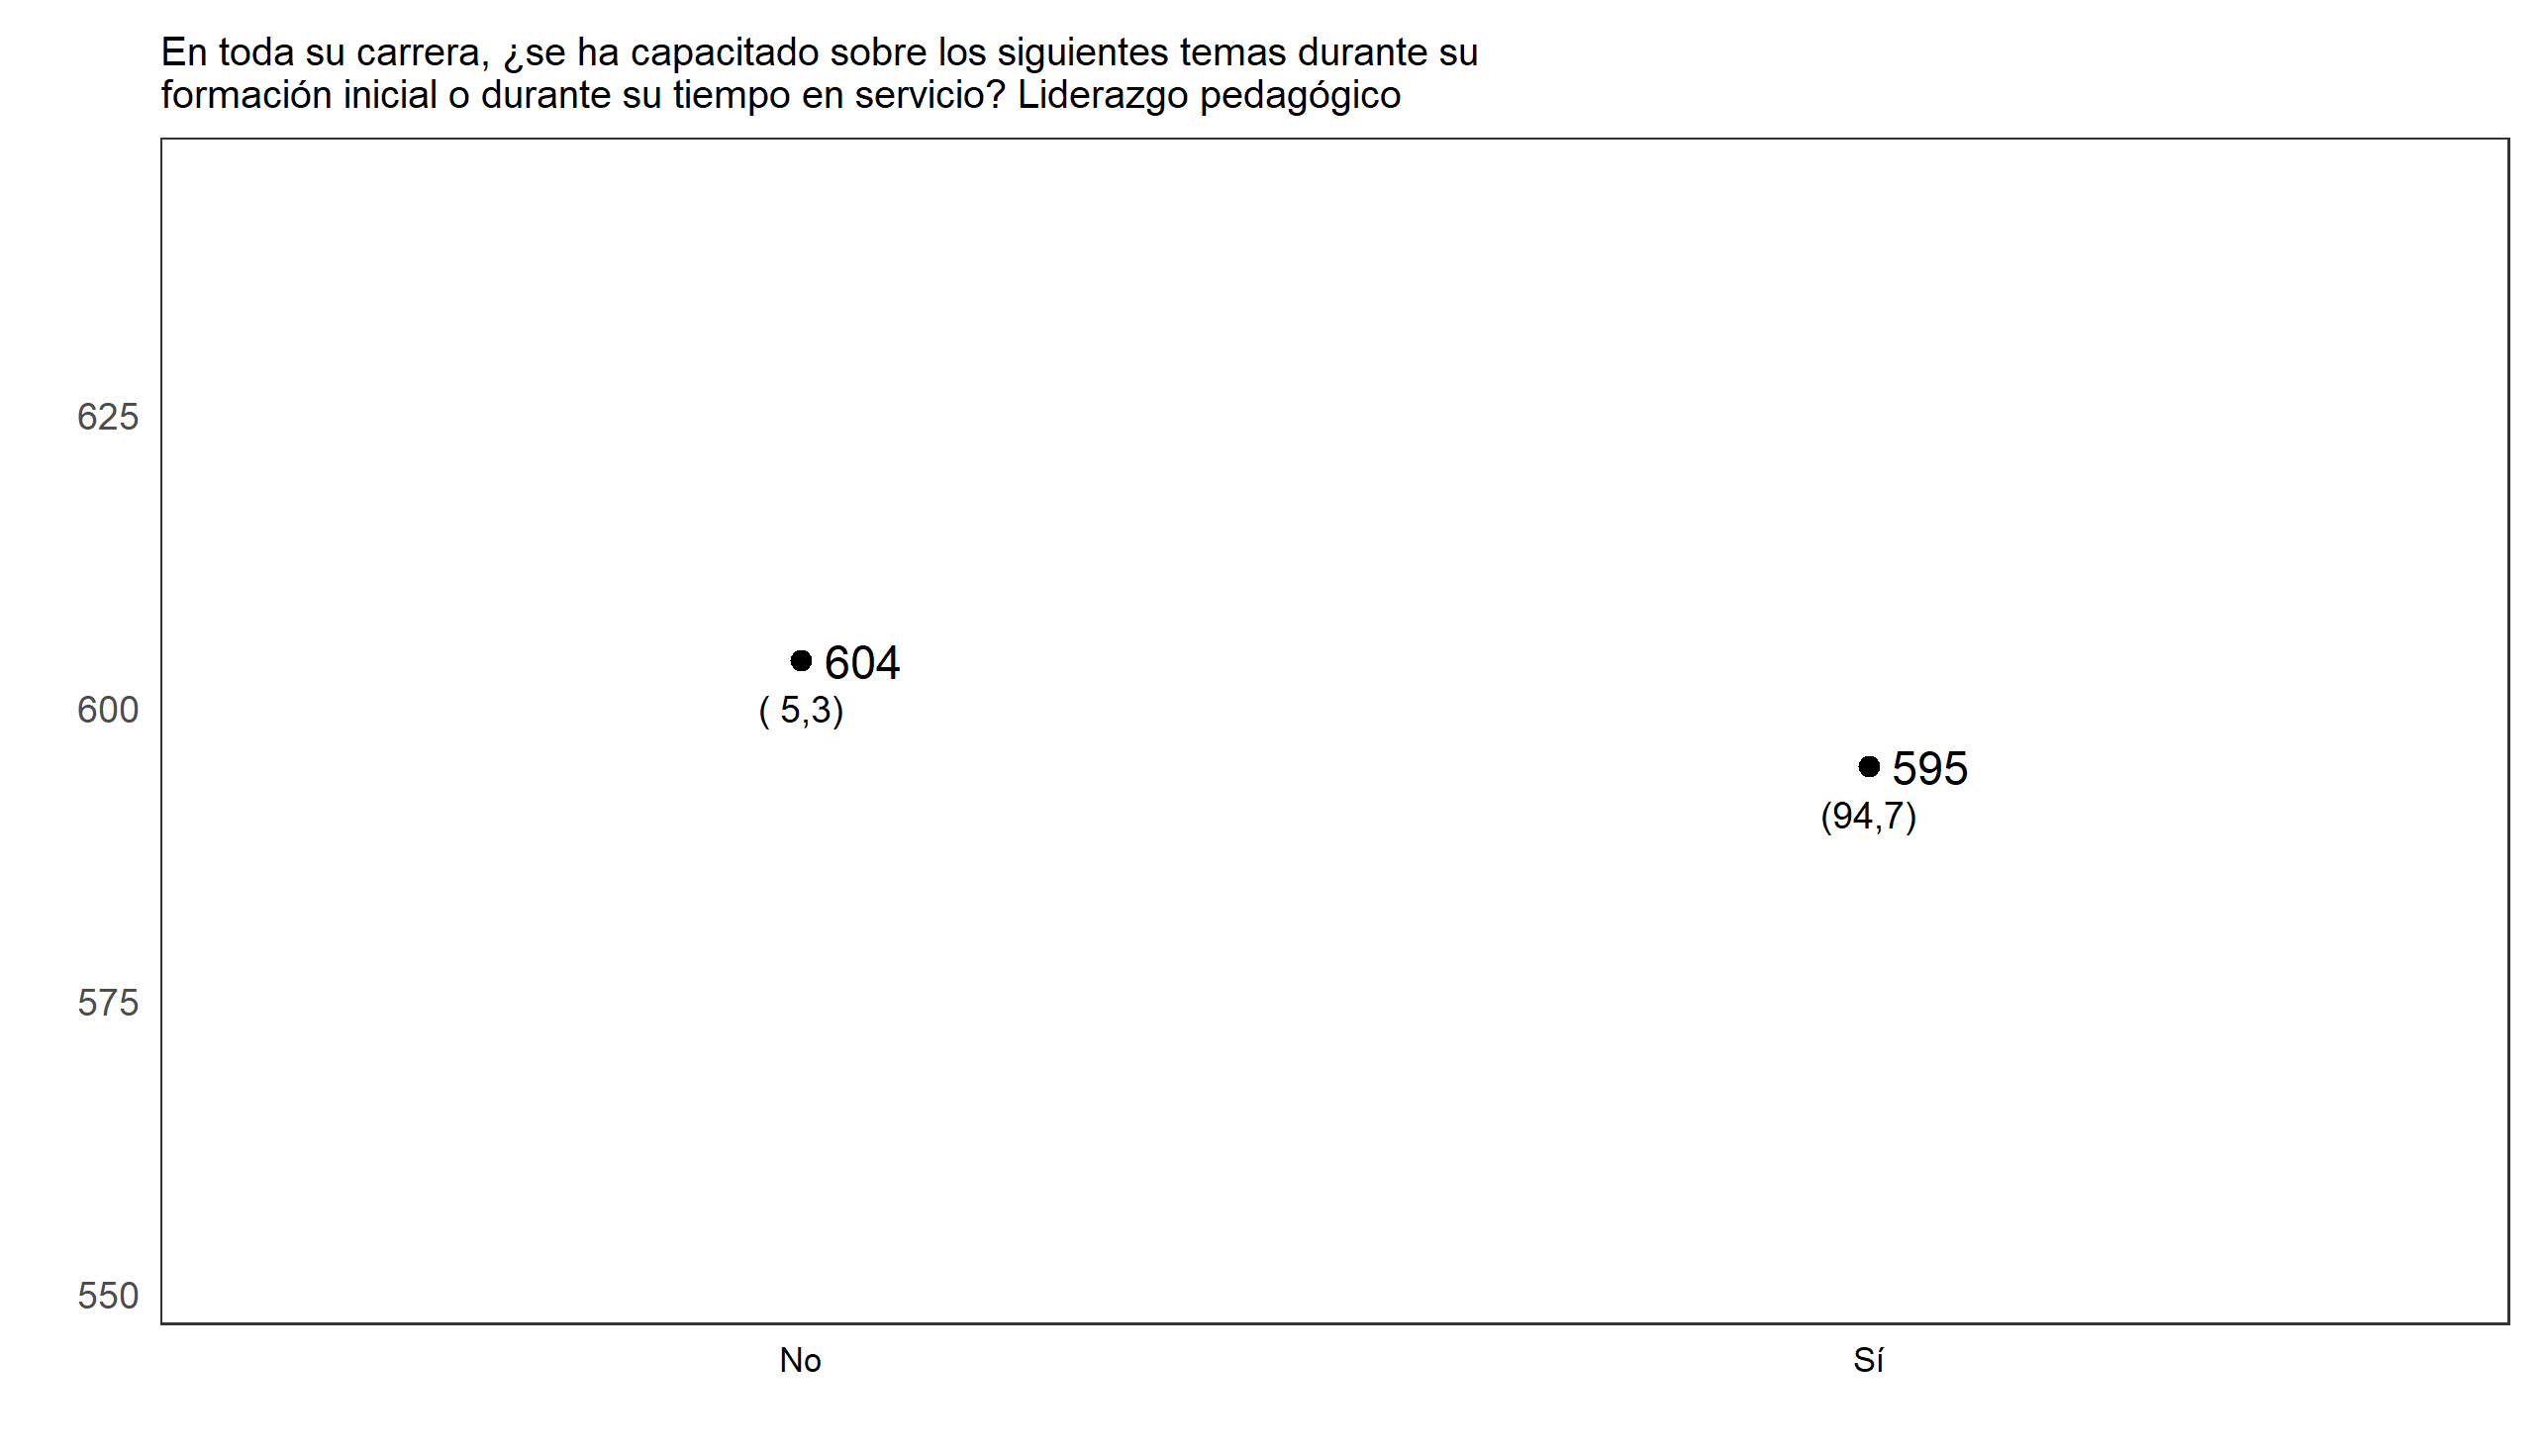 En toda su carrera, ¿se ha capacitado sobre los siguientes temas durante su
formación inicial o durante su tiempo en servicio? Liderazgo pedagógico
625
600
575
550
604
( 5,3)
595
(94,7)
No
Sí